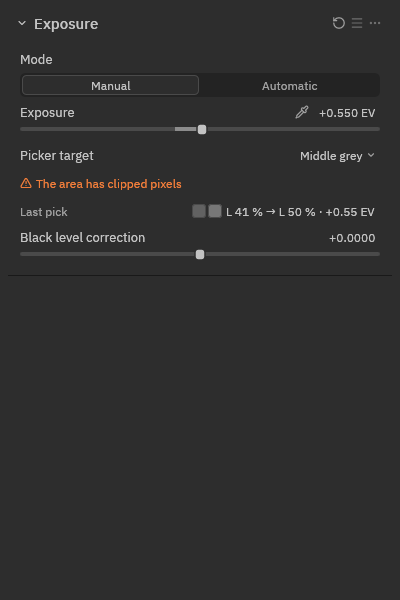 Exposure
Mode
Manual Automatic
Exposure +0.550 EV
Picker target Middle grey
The area has clipped pixels
Last pick L 41 % → L 50 % · +0.55 EV
Black level correction +0.0000